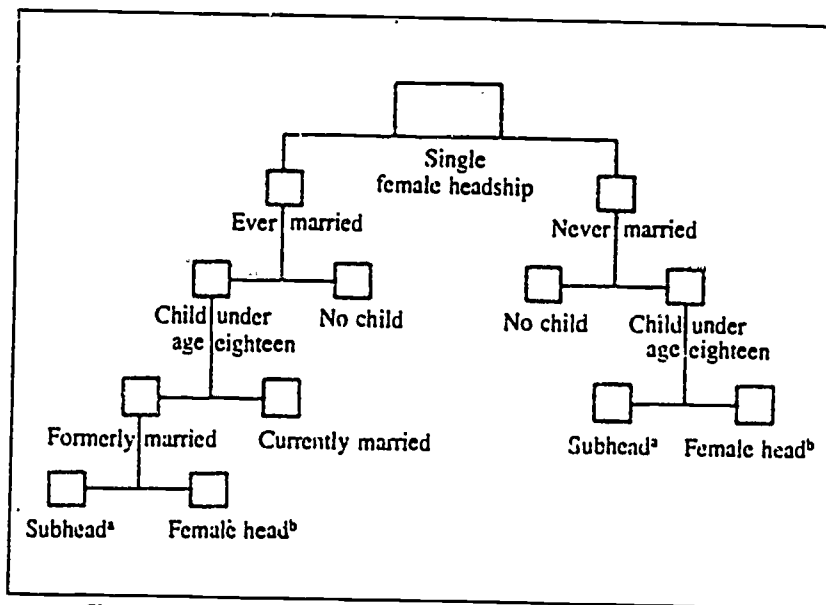 Single
female headship
Ever married
Never married
Child under
age eighteen
No child
No child
Child under
age eighteen
Formerly married
Currently married
Subheadᵃ
Female headᵇ
Subheadᵃ
Female headᵇ